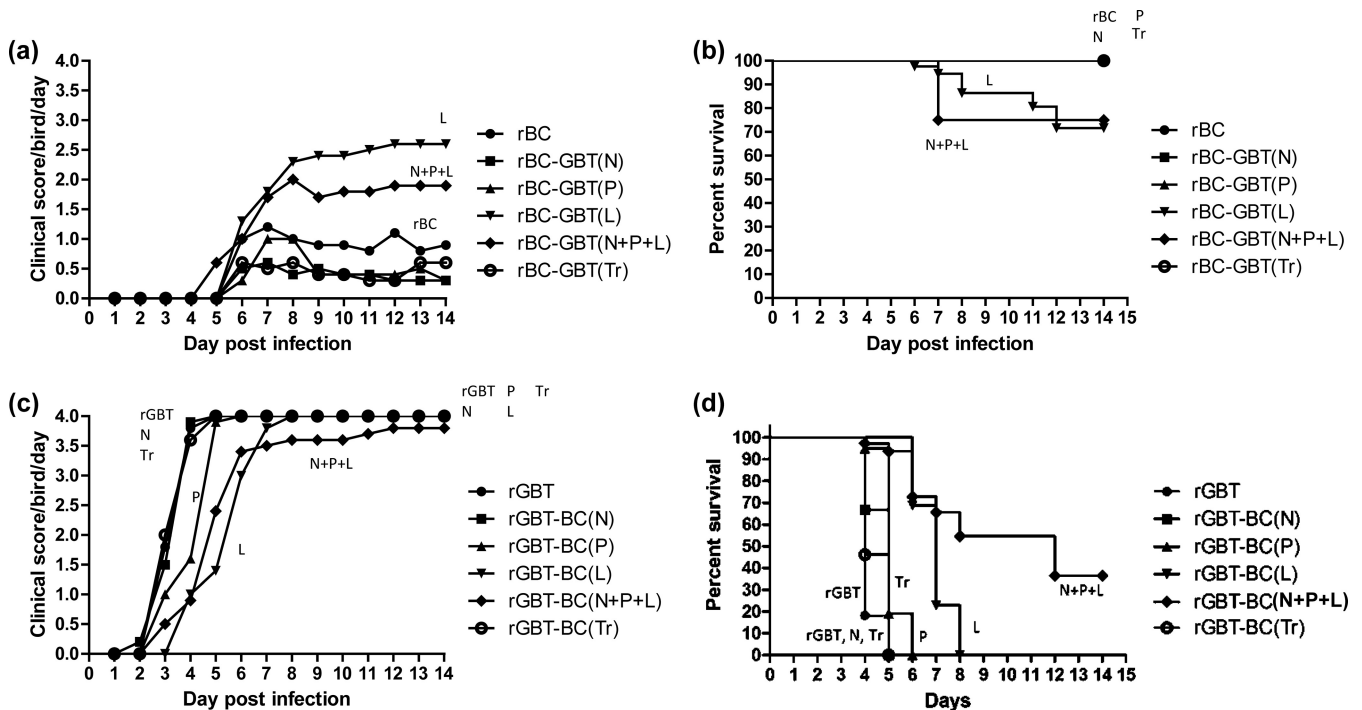 (a)
4.0
3.5
3.0
2.5
2.0
1.5
1.0
0.5
0.0
Clinical score/bird/day
0 1 2 3 4 5 6 7 8 9 10 11 12 13 14
Day post infection
L
N+P+L
rBC
rBC
rBC-GBT(N)
rBC-GBT(P)
rBC-GBT(L)
rBC-GBT(N+P+L)
rBC-GBT(Tr)
(b)
rBC P
N Tr
100
90
80
70
60
50
40
30
20
10
0
Percent survival
0 1 2 3 4 5 6 7 8 9 10 11 12 13 14 15
Day post infection
L
N+P+L
rBC
rBC-GBT(N)
rBC-GBT(P)
rBC-GBT(L)
rBC-GBT(N+P+L)
rBC-GBT(Tr)
(c)
rGBT P Tr
N L
4.0
3.5
3.0
2.5
2.0
1.5
1.0
0.5
0.0
Clinical score/bird/day
0 1 2 3 4 5 6 7 8 9 10 11 12 13 14
Day post infection
rGBT
N
Tr
P
L
N+P+L
rGBT
rGBT-BC(N)
rGBT-BC(P)
rGBT-BC(L)
rGBT-BC(N+P+L)
rGBT-BC(Tr)
(d)
100
90
80
70
60
50
40
30
20
10
0
Percent survival
0 1 2 3 4 5 6 7 8 9 10 11 12 13 14 15
Days
rGBT
Tr
rGBT, N, Tr
P
L
N+P+L
rGBT
rGBT-BC(N)
rGBT-BC(P)
rGBT-BC(L)
rGBT-BC(N+P+L)
rGBT-BC(Tr)